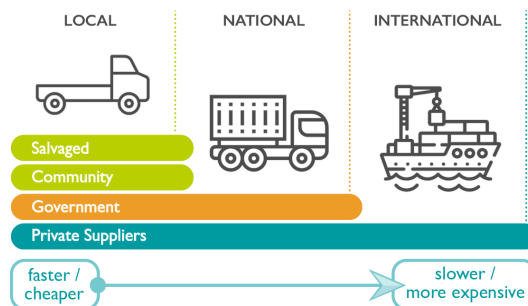 LOCAL NATIONAL INTERNATIONAL
Salvaged
Community
Government
Private Suppliers
faster /
cheaper
slower /
more expensive